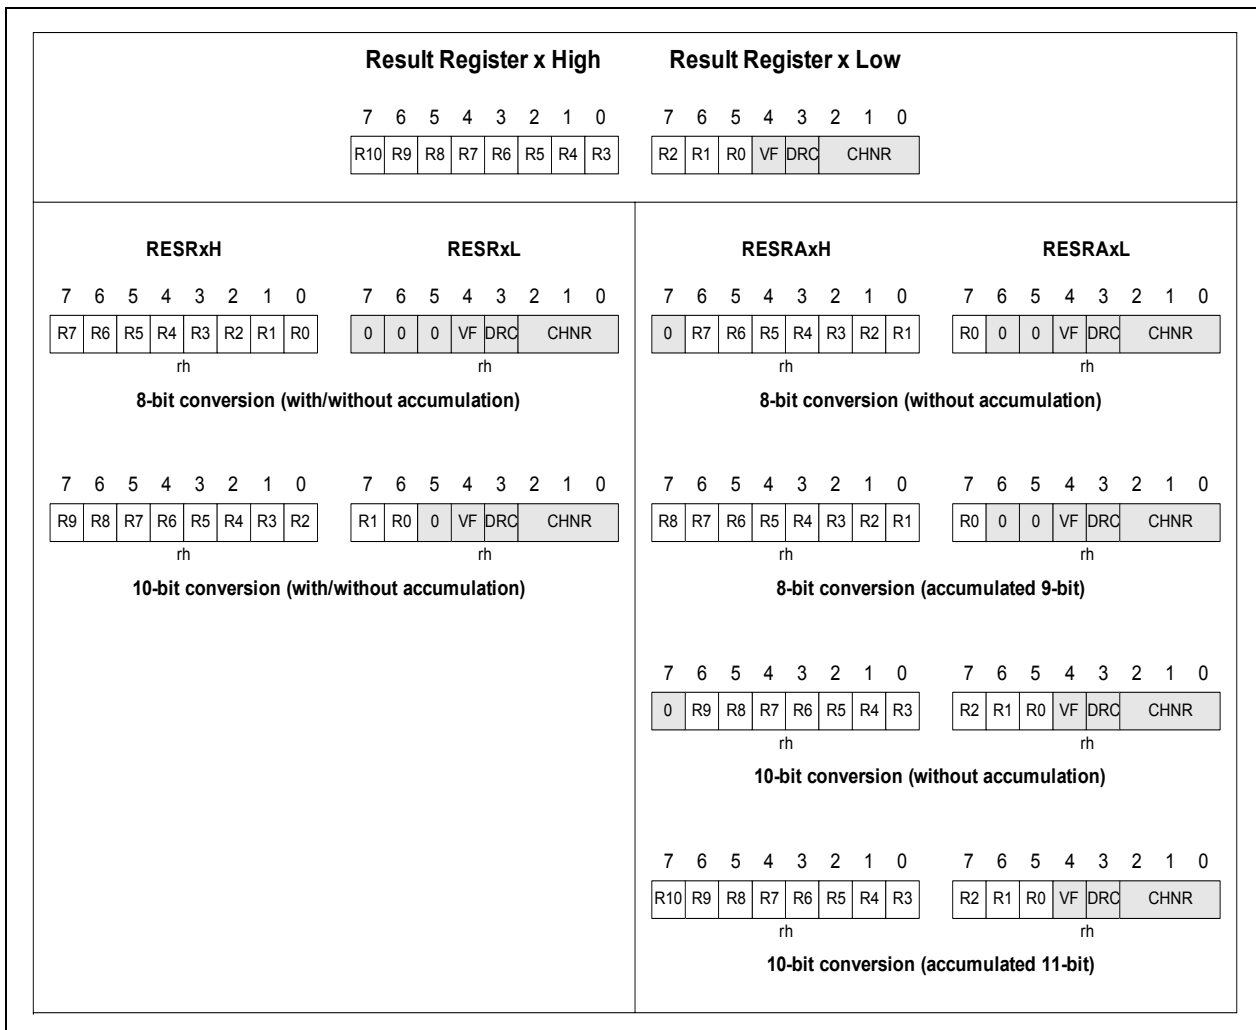 Result Register x High Result Register x Low
7 6 5 4 3 2 1 0 7 6 5 4 3 2 1 0
R10 R9 R8 R7 R6 R5 R4 R3 R2 R1 R0 VF DRC CHNR
RESRxH RESRxL RESRAxH RESRAxL
7 6 5 4 3 2 1 0 7 6 5 4 3 2 1 0 7 6 5 4 3 2 1 0 7 6 5 4 3 2 1 0
R7 R6 R5 R4 R3 R2 R1 R0 0 0 0 VF DRC CHNR 0 R7 R6 R5 R4 R3 R2 R1 R0 0 0 VF DRC CHNR
rh rh rh rh
8-bit conversion (with/without accumulation) 8-bit conversion (without accumulation)
7 6 5 4 3 2 1 0 7 6 5 4 3 2 1 0 7 6 5 4 3 2 1 0 7 6 5 4 3 2 1 0
R9 R8 R7 R6 R5 R4 R3 R2 R1 R0 0 VF DRC CHNR R8 R7 R6 R5 R4 R3 R2 R1 R0 0 0 VF DRC CHNR
rh rh rh rh
10-bit conversion (with/without accumulation) 8-bit conversion (accumulated 9-bit)
7 6 5 4 3 2 1 0 7 6 5 4 3 2 1 0
0 R9 R8 R7 R6 R5 R4 R3 R2 R1 R0 VF DRC CHNR
rh rh
10-bit conversion (without accumulation)
7 6 5 4 3 2 1 0 7 6 5 4 3 2 1 0
R10 R9 R8 R7 R6 R5 R4 R3 R2 R1 R0 VF DRC CHNR
rh rh
10-bit conversion (accumulated 11-bit)